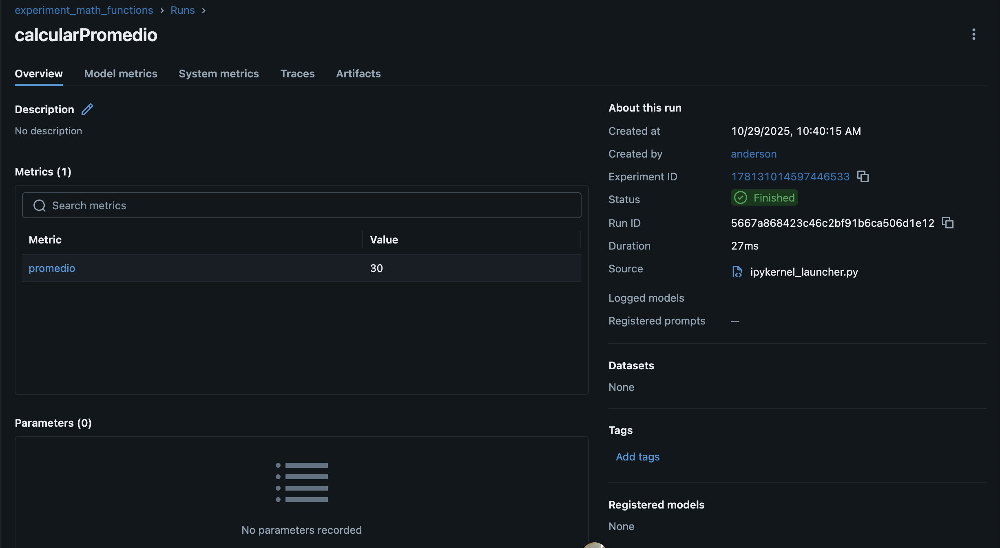 experiment_math_functions > Runs >
calcularPromedio
Overview Model metrics System metrics Traces Artifacts
Description
No description
Metrics (1)
Search metrics
Metric Value
promedio 30
Parameters (0)
No parameters recorded
About this run
Created at 10/29/2025, 10:40:15 AM
Created by anderson
Experiment ID 178131014597446533
Status Finished
Run ID 5667a868423c46c2bf91b6ca506d1e12
Duration 27ms
Source ipykernel_launcher.py
Logged models
Registered prompts —
Datasets
None
Tags
Add tags
Registered models
None